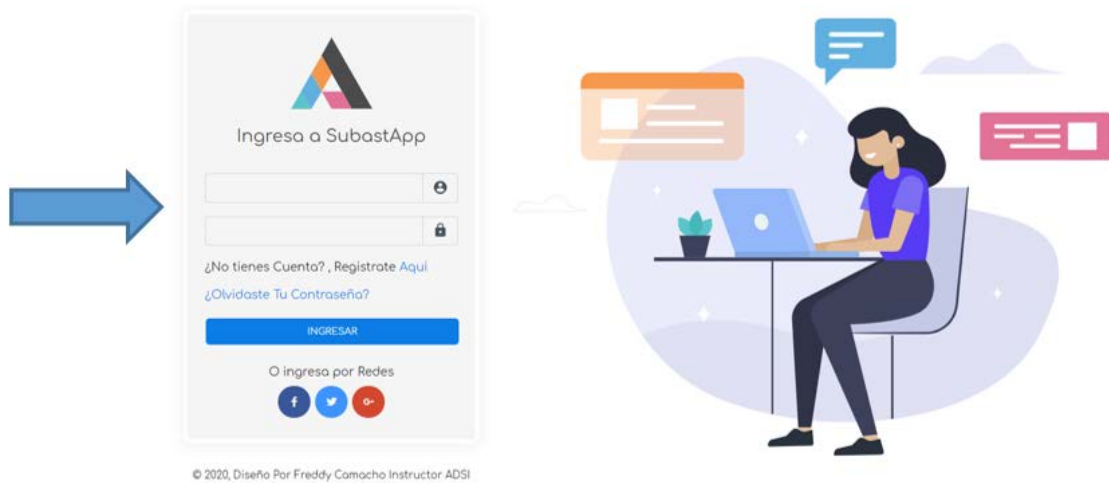 Ingresa a SubastApp
¿No tienes Cuenta? , Registrate Aquí
¿Olvidaste Tu Contraseña?
INGRESAR
O ingresa por Redes
© 2020, Diseño Por Freddy Camacho Instructor ADSI